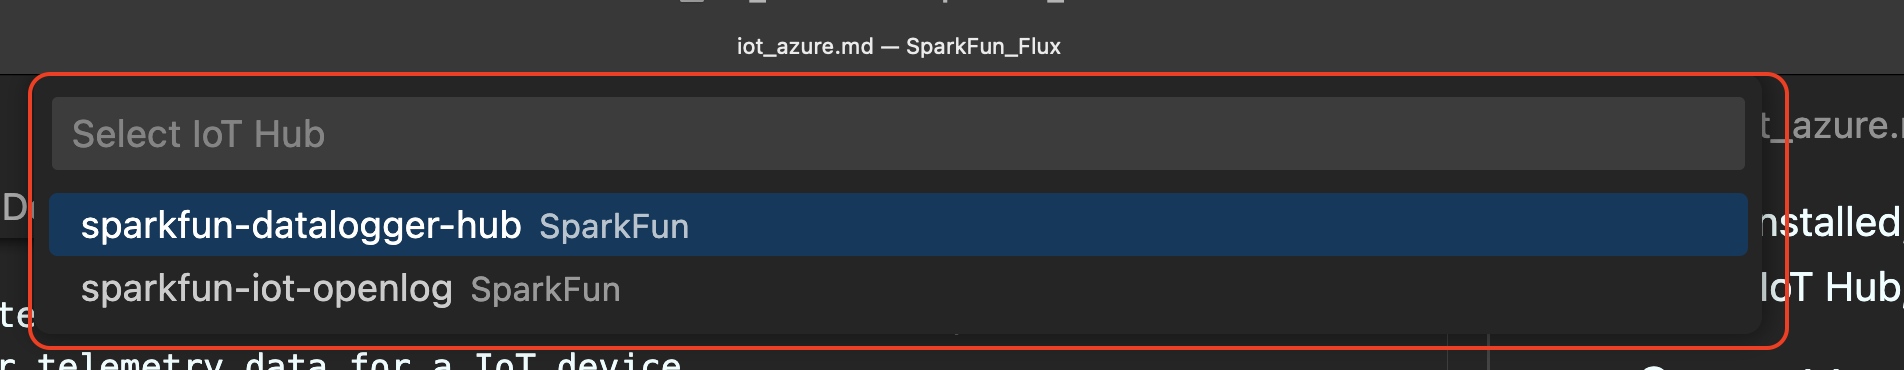 iot_azure.md — SparkFun_Flux
Select IoT Hub
t_azure.
D
sparkfun-datalogger-hub SparkFun
nstalled,
sparkfun-iot-openlog SparkFun
IoT Hub,
te
r telemetry data for a IoT device